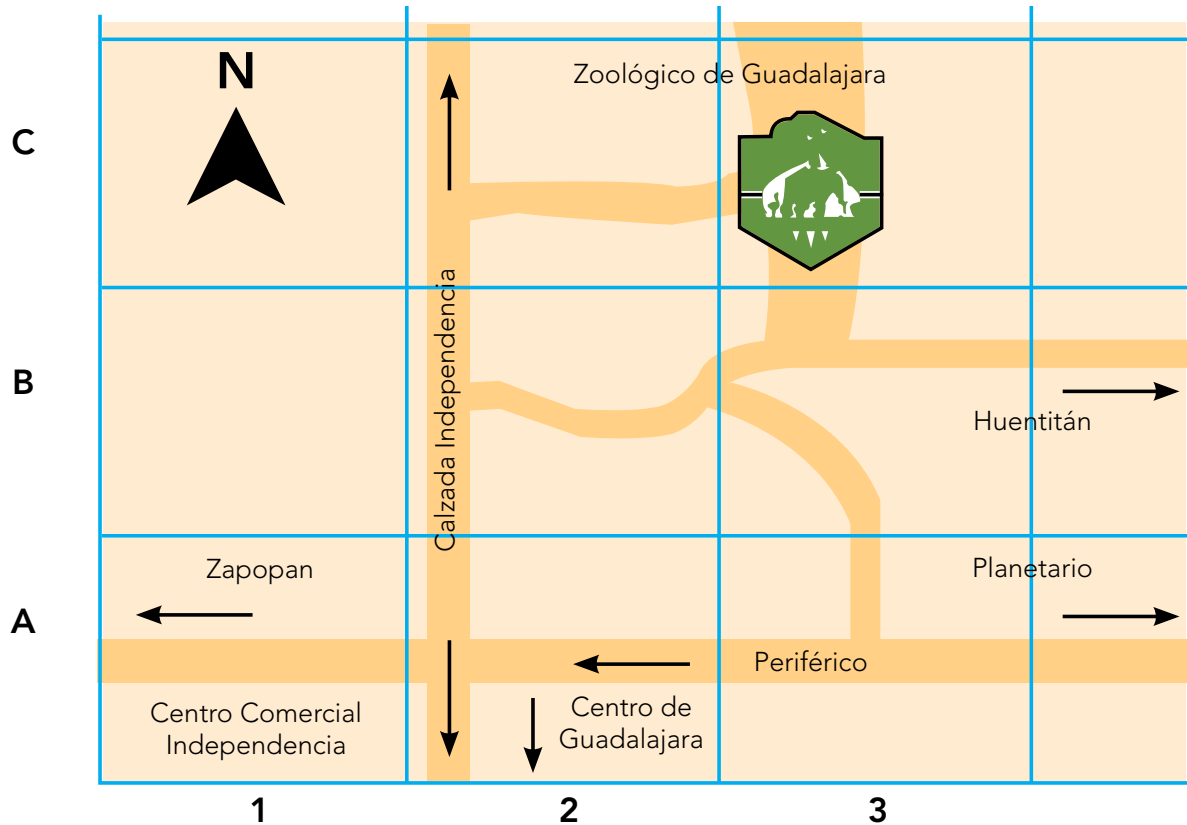 N
Zoológico de Guadalajara
C
Calzada Independencia
B
Huentitán
Zapopan
Planetario
A
Periférico
Centro Comercial
Independencia
Centro de
Guadalajara
1
2
3